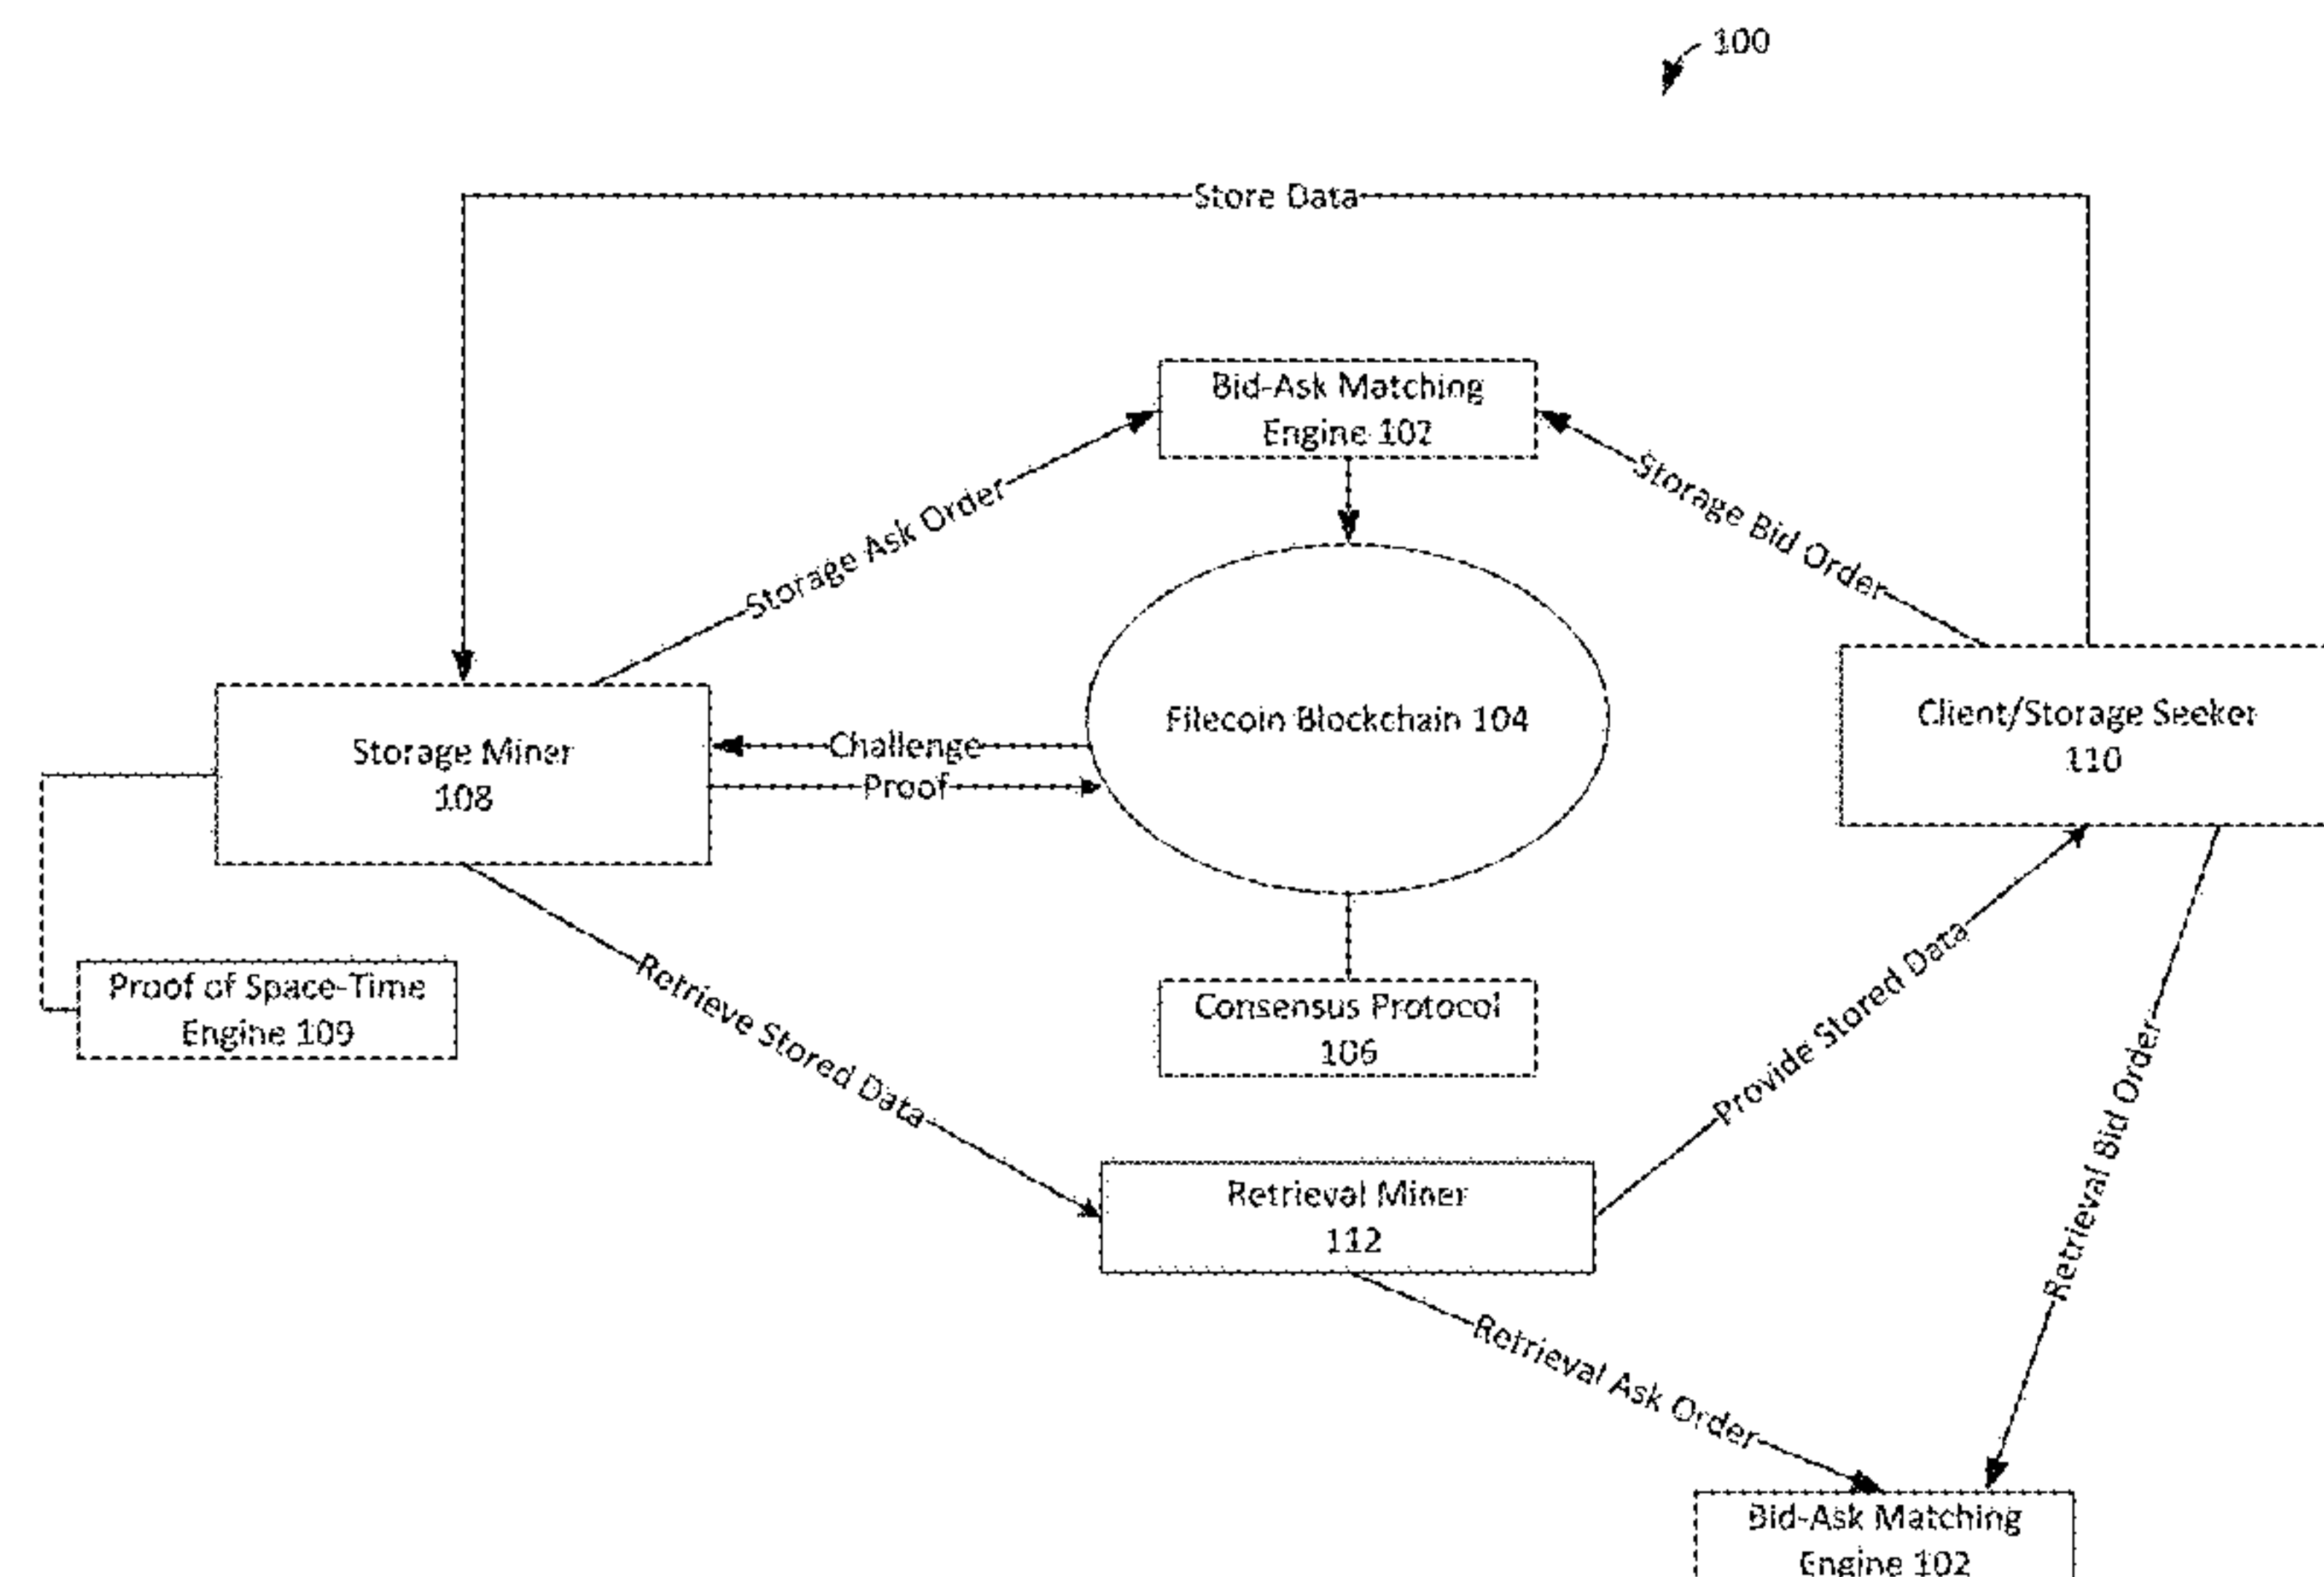 100
Store Data
Bid-Ask Matching
Engine 102
Storage Ask Order
Storage Bid Order
Filecoin Blockchain 104
Client/Storage Seeker
110
Storage Miner
108
Challenge
Proof
Proof of Space-Time
Engine 109
Retrieve Stored Data
Consensus Protocol
106
Provide Stored Data
Retrieval Bid Order
Retrieval Miner
112
Retrieval Ask Order
Bid-Ask Matching
Engine 102